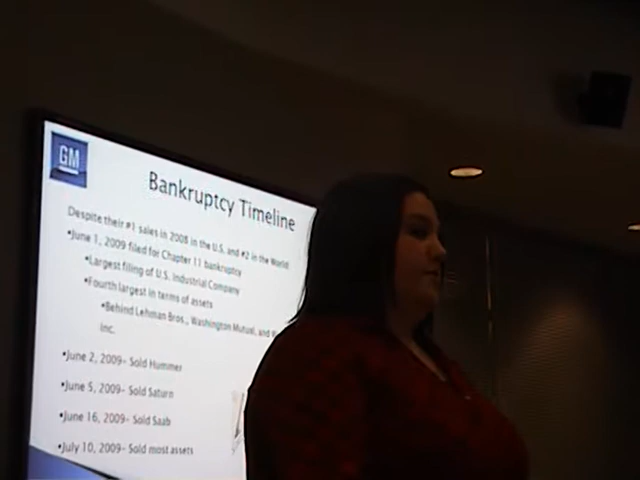 GM
Bankruptcy Timeline
Despite their #1 sales in 2008 in the U.S. and #2 in the World
•June 1, 2009 filed for Chapter 11 bankruptcy
•Largest filing of U.S. Industrial Company
•Fourth largest in terms of assets
•Behind Lehman Bros., Washington Mutual, and
Inc.
•June 2, 2009– Sold Hummer
•June 5, 2009– Sold Saturn
•June 16, 2009– Sold Saab
•July 10, 2009– Sold most assets